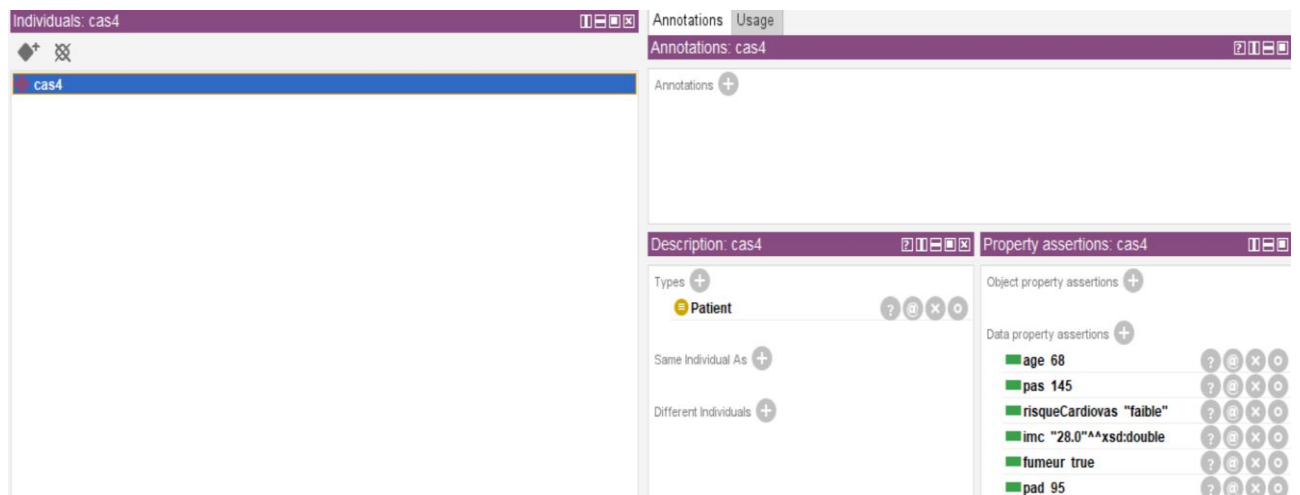 Individuals: cas4
cas4
Annotations Usage
Annotations: cas4
Annotations
Description: cas4
Types
Patient
Same Individual As
Different Individuals
Property assertions: cas4
Object property assertions
Data property assertions
age 68
pas 145
risqueCardiovas "faible"
imc "28.0"^^xsd:double
fumeur true
pad 95